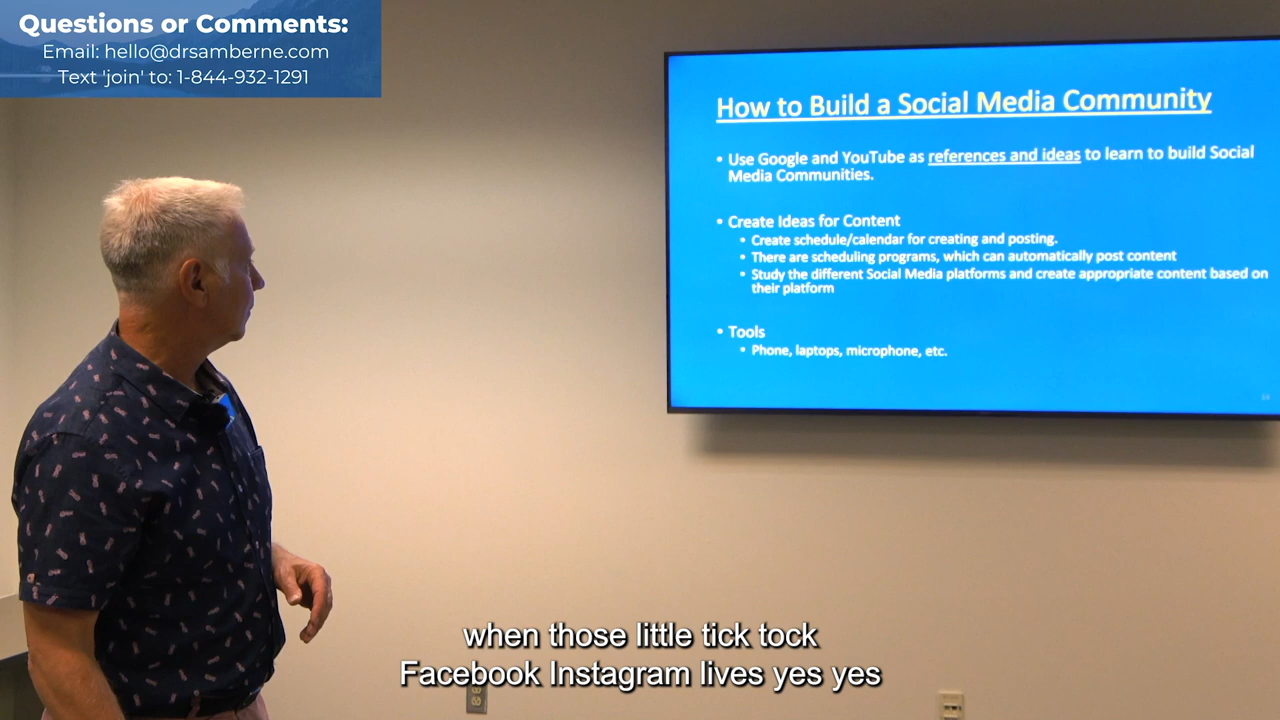 Questions or Comments:
Email: hello@drsamberne.com
Text 'join' to: 1-844-932-1291
How to Build a Social Media Community
• Use Google and YouTube as references and ideas to learn to build Social
Media Communities.
• Create Ideas for Content
• Create schedule/calendar for creating and posting.
• There are scheduling programs, which can automatically post content
• Study the different Social Media platforms and create appropriate content based on
their platform
• Tools
• Phone, laptops, microphone, etc.
when those little tick tock
Facebook Instagram lives yes yes